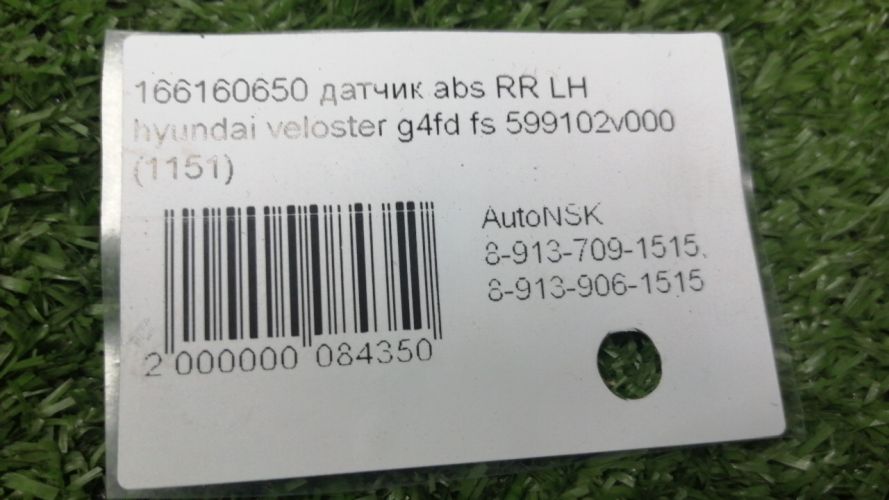 166160650 датчик abs RR LH
hyundai veloster g4fd fs 599102v000
(1151)
AutoNSK
8-913-709-1515,
8-913-906-1515
2 000000 084350